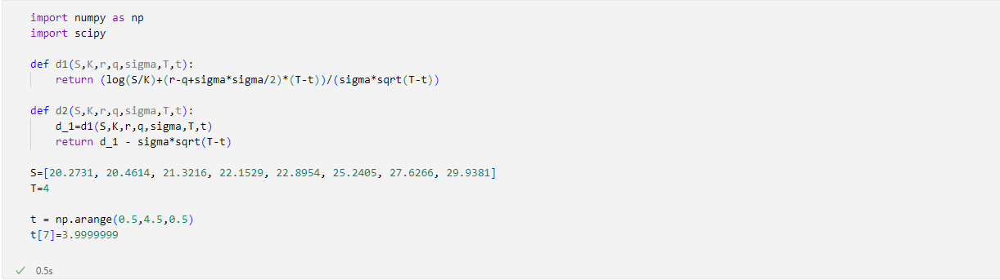 import numpy as np
import scipy
def d1(S,K,r,q,sigma,T,t):
return (log(S/K)+(r-q+sigma*sigma/2)*(T-t))/(sigma*sqrt(T-t))
def d2(S,K,r,q,sigma,T,t):
d_1=d1(S,K,r,q,sigma,T,t)
return d_1 - sigma*sqrt(T-t)
S=[20.2731, 20.4614, 21.3216, 22.1529, 22.8954, 25.2405, 27.6266, 29.9381]
T=4
t = np.arange(0.5,4.5,0.5)
t[7]=3.9999999
0.5s